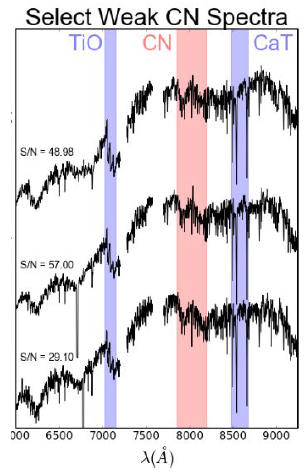 Select Weak CN Spectra
TiO CN CaT
S/N = 48.98
S/N = 57.00
S/N = 29.10
000 6500 7000 7500 8000 8500 9000
λ(Å)